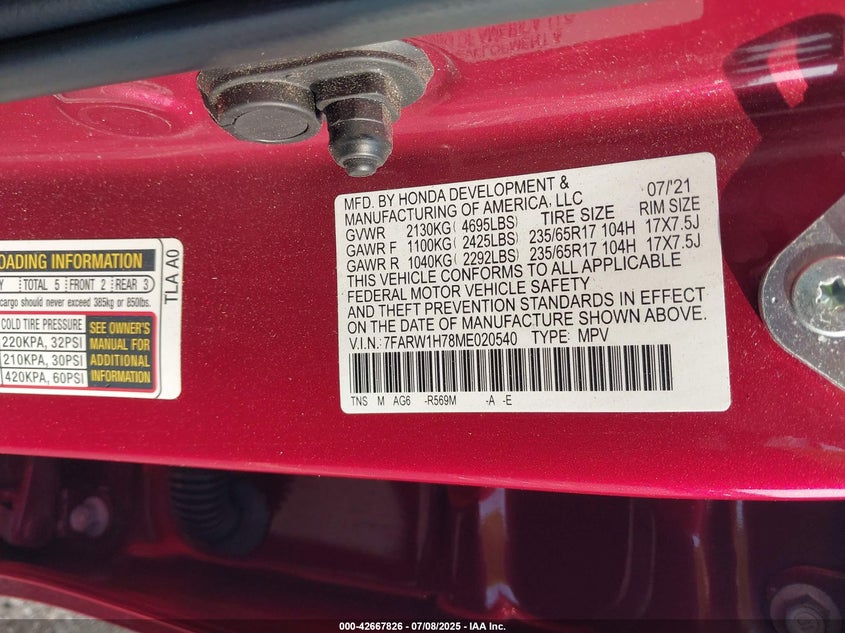 MFD. BY HONDA DEVELOPMENT & 07/'21
MANUFACTURING OF AMERICA, LLC
TIRE SIZE RIM SIZE
GVWR 2130KG ( 4695LBS)
GAWR F 1100KG ( 2425LBS) 235/65R17 104H 17X7.5J
GAWR R 1040KG ( 2292LBS) 235/65R17 104H 17X7.5J
THIS VEHICLE CONFORMS TO ALL APPLICABLE
FEDERAL MOTOR VEHICLE SAFETY
AND THEFT PREVENTION STANDARDS IN EFFECT
ON THE DATE OF MANUFACTURE SHOWN ABOVE.
V.I.N.: 7FARW1H78ME020540 TYPE: MPV
TNS M AG6 -R569M -A -E
OADING INFORMATION
Y TOTAL 5 FRONT 2 REAR 3
cargo should never exceed 385kg or 850lbs.
COLD TIRE PRESSURE
220KPA, 32PSI
210KPA, 30PSI
420KPA, 60PSI
SEE OWNER'S
MANUAL FOR
ADDITIONAL
INFORMATION
TLA A0
000-42667826 - 07/08/2025 - IAA Inc.